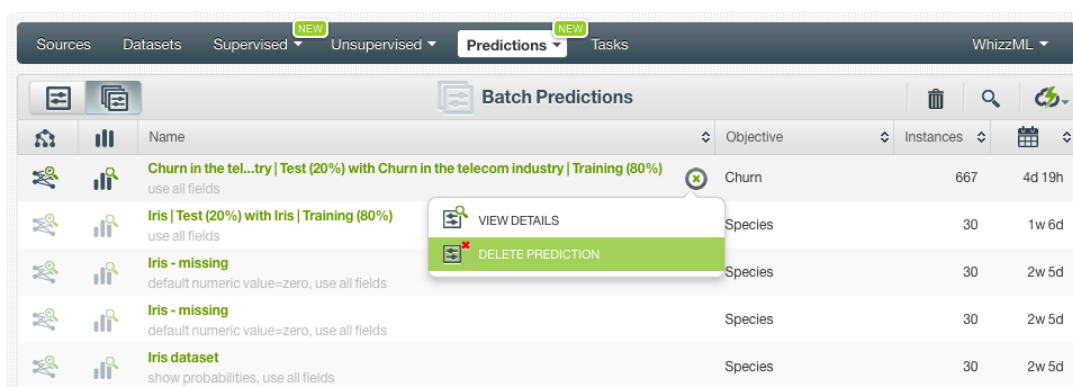 NEW NEW
Sources Datasets Supervised Unsupervised Predictions Tasks WhizzML
Batch Predictions
Name Objective Instances
Churn in the tel...try | Test (20%) with Churn in the telecom industry | Training (80%) Churn 667 4d 19h
use all fields
Iris | Test (20%) with Iris | Training (80%) Species 30 1w 6d
use all fields
VIEW DETAILS
DELETE PREDICTION
Iris - missing Species 30 2w 5d
default numeric value=zero, use all fields
Iris - missing Species 30 2w 5d
default numeric value=zero, use all fields
Iris dataset Species 30 2w 5d
show probabilities, use all fields